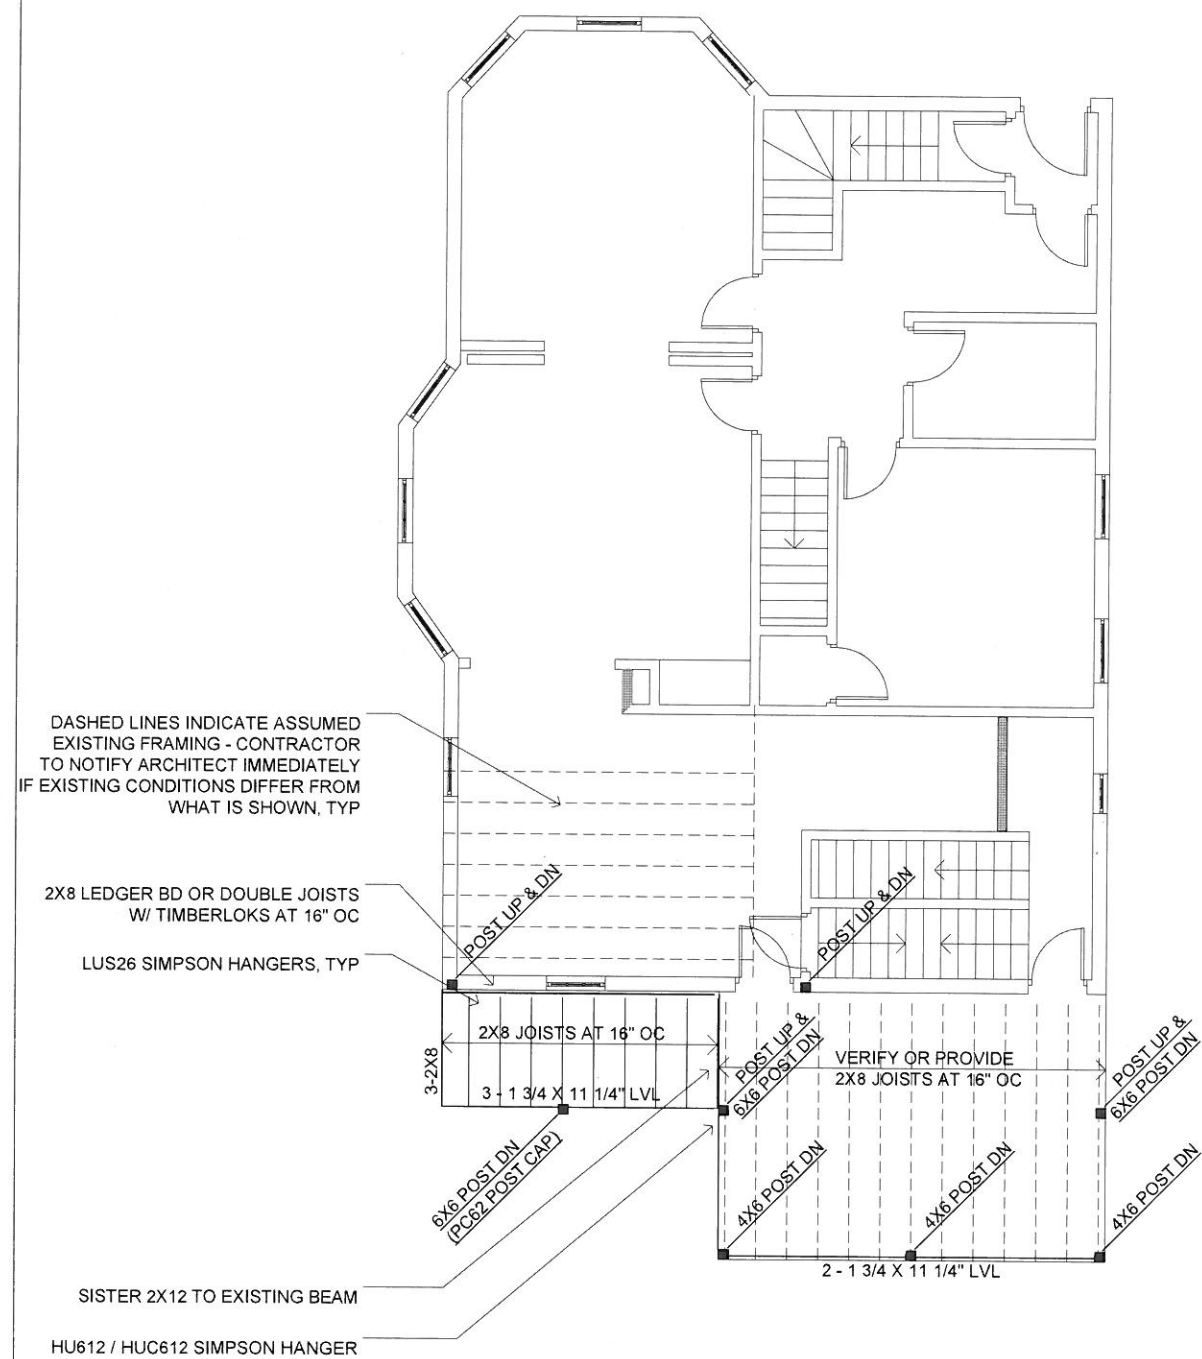 DASHED LINES INDICATE ASSUMED
EXISTING FRAMING - CONTRACTOR
TO NOTIFY ARCHITECT IMMEDIATELY
IF EXISTING CONDITIONS DIFFER FROM
WHAT IS SHOWN, TYP
2X8 LEDGER BD OR DOUBLE JOISTS
W/ TIMBERLOKS AT 16" OC
LUS26 SIMPSON HANGERS, TYP
POST UP & DN
POST UP & DN
2X8 JOISTS AT 16" OC
3-2X8
3 - 1 3/4 X 11 1/4" LVL
POST UP &
6X6 POST DN
VERIFY OR PROVIDE
2X8 JOISTS AT 16" OC
POST UP &
6X6 POST DN
6X6 POST DN
(PC62 POST CAP)
4X6 POST DN
4X6 POST DN
4X6 POST DN
2 - 1 3/4 X 11 1/4" LVL
SISTER 2X12 TO EXISTING BEAM
HU612 / HUC612 SIMPSON HANGER